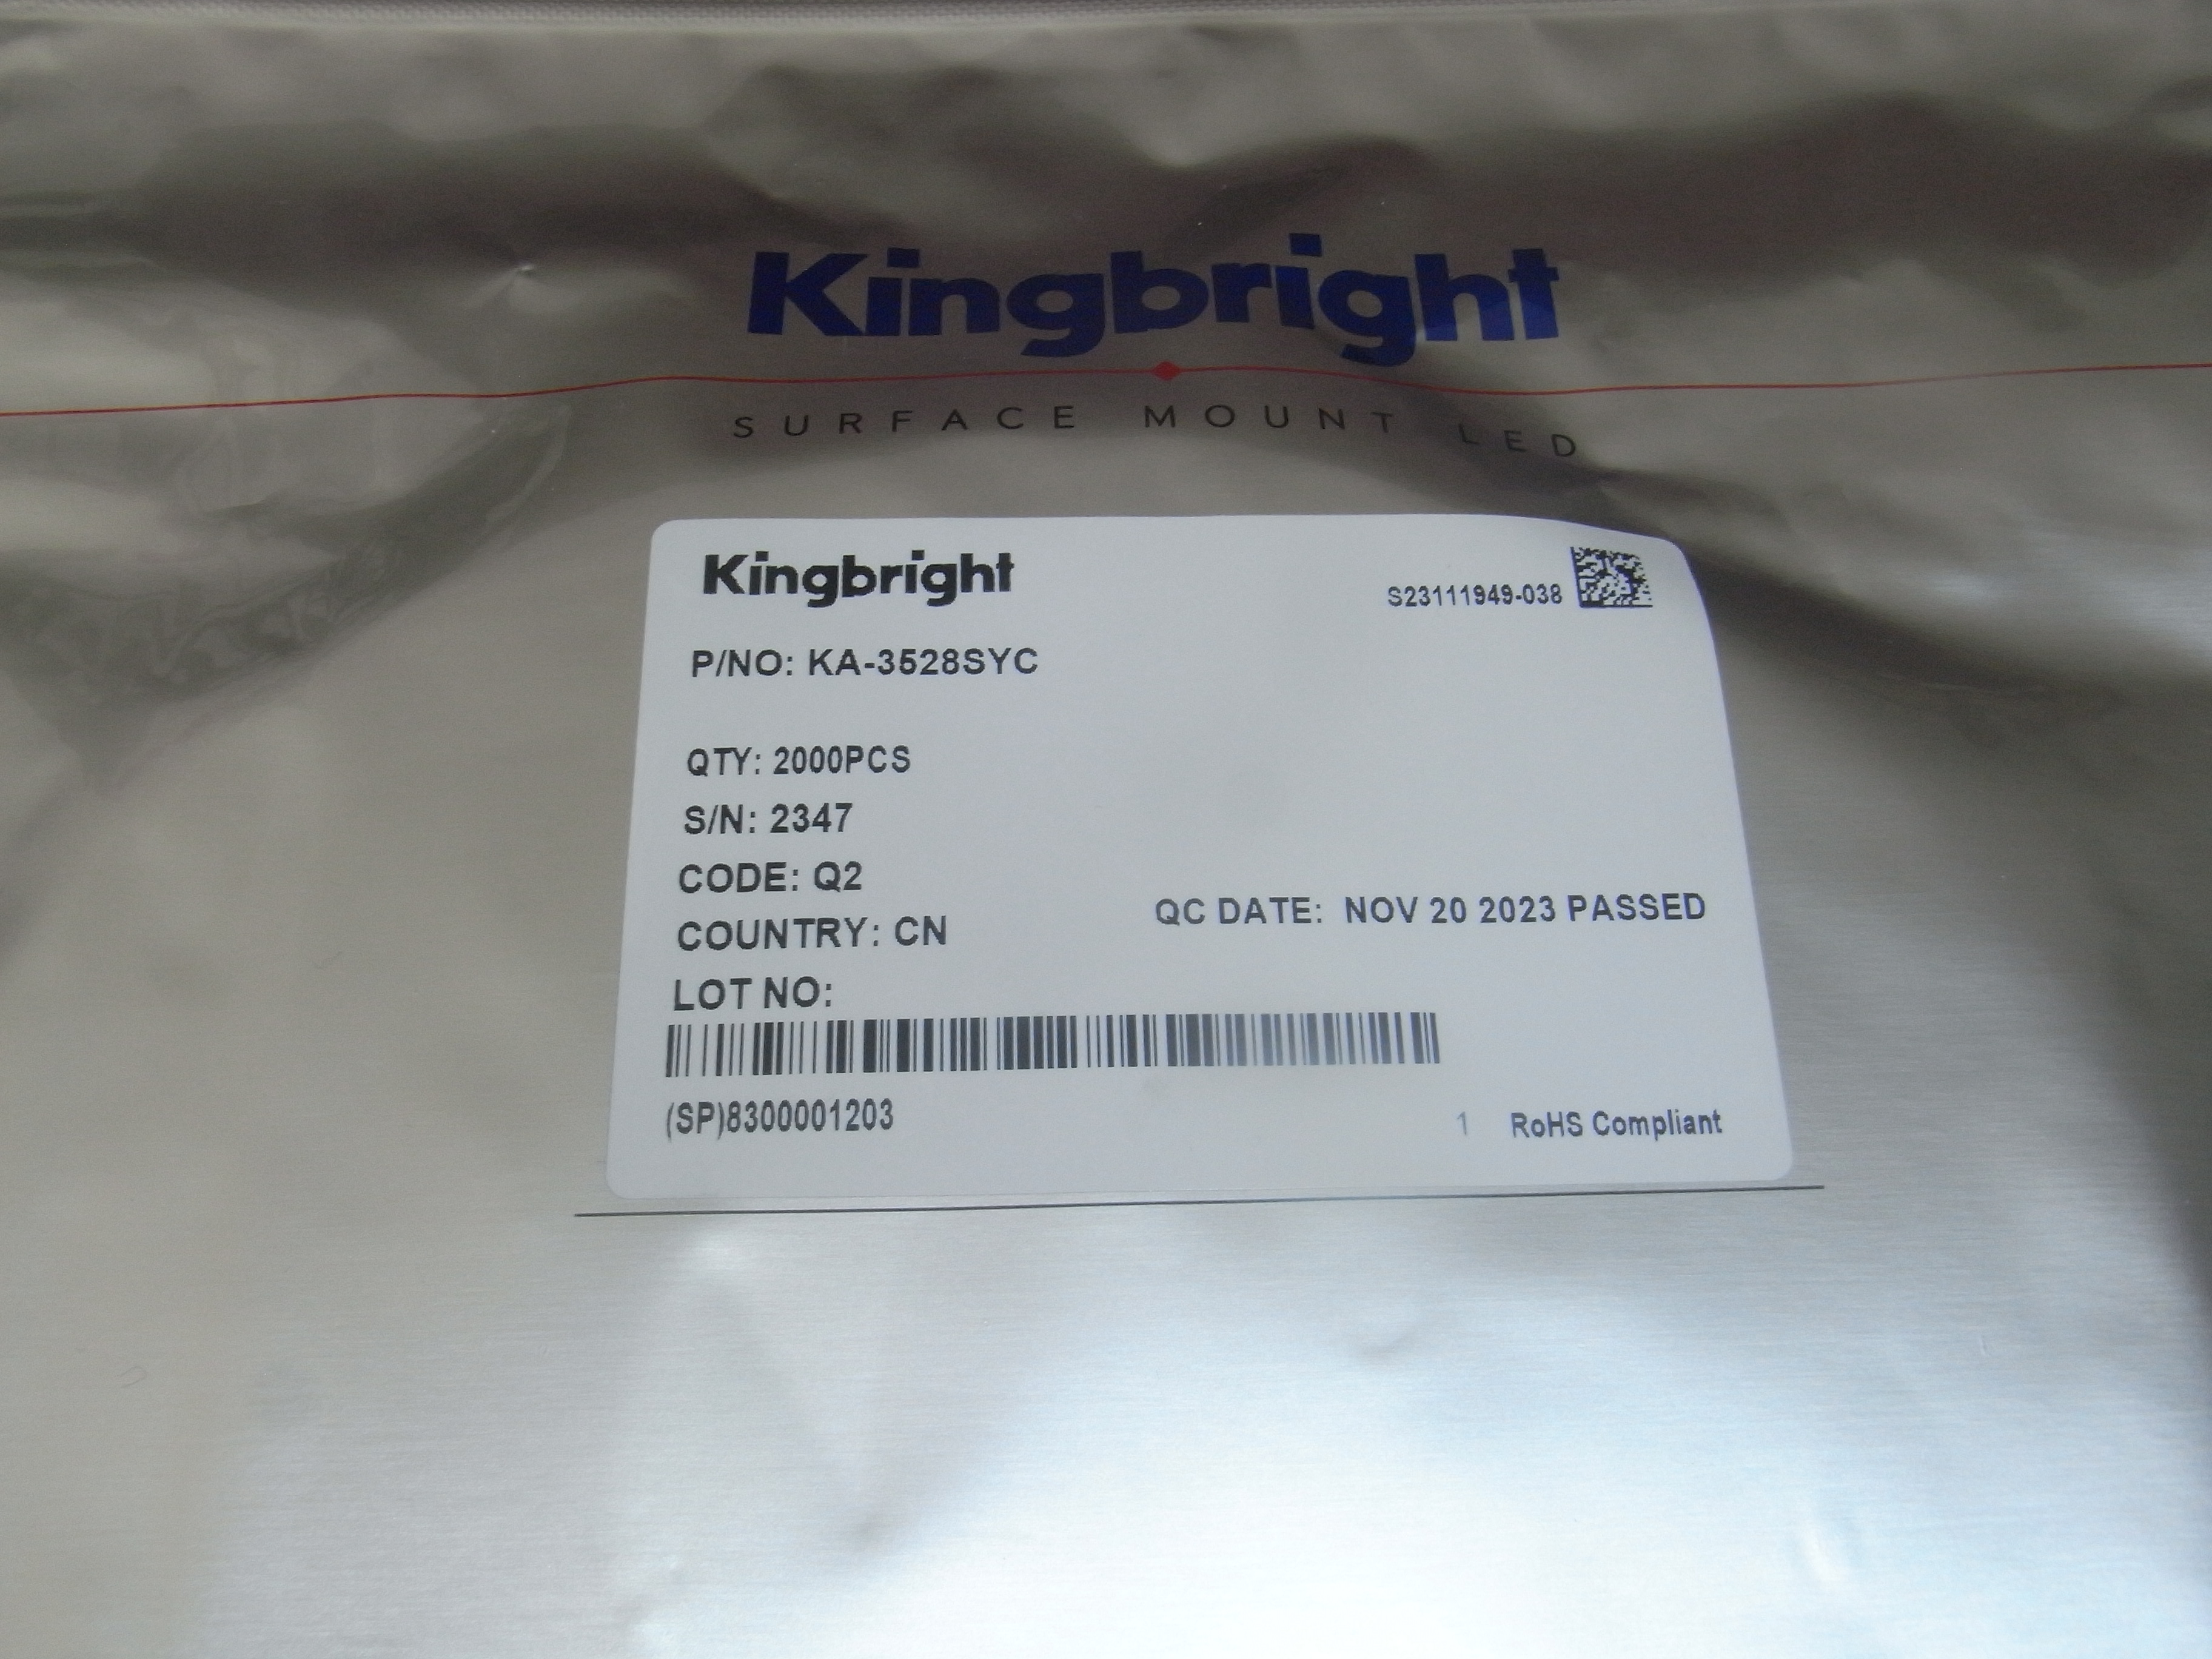 Kingbright
SURFACE MOUNT LED
Kingbright
S23111949-038
P/NO: KA-3528SYC
QTY: 2000PCS
S/N: 2347
CODE: Q2
COUNTRY: CN
QC DATE: NOV 20 2023 PASSED
LOT NO:
(SP)8300001203
1 RoHS Compliant